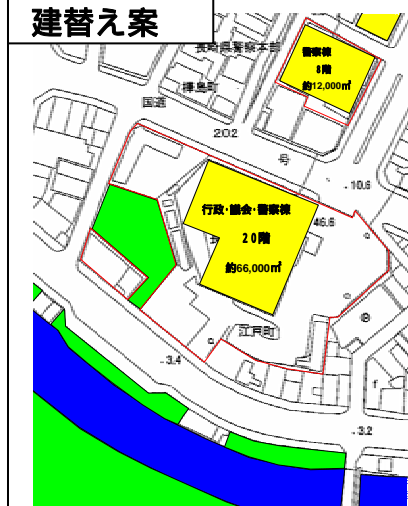 建替え案
長崎県警察本部
警察棟
8階
約12,000㎡
樺島町
国道
202
号
10.6
行政・議会・警察棟
46.6
20階
約66,000㎡
江戸町
3.4
3.2